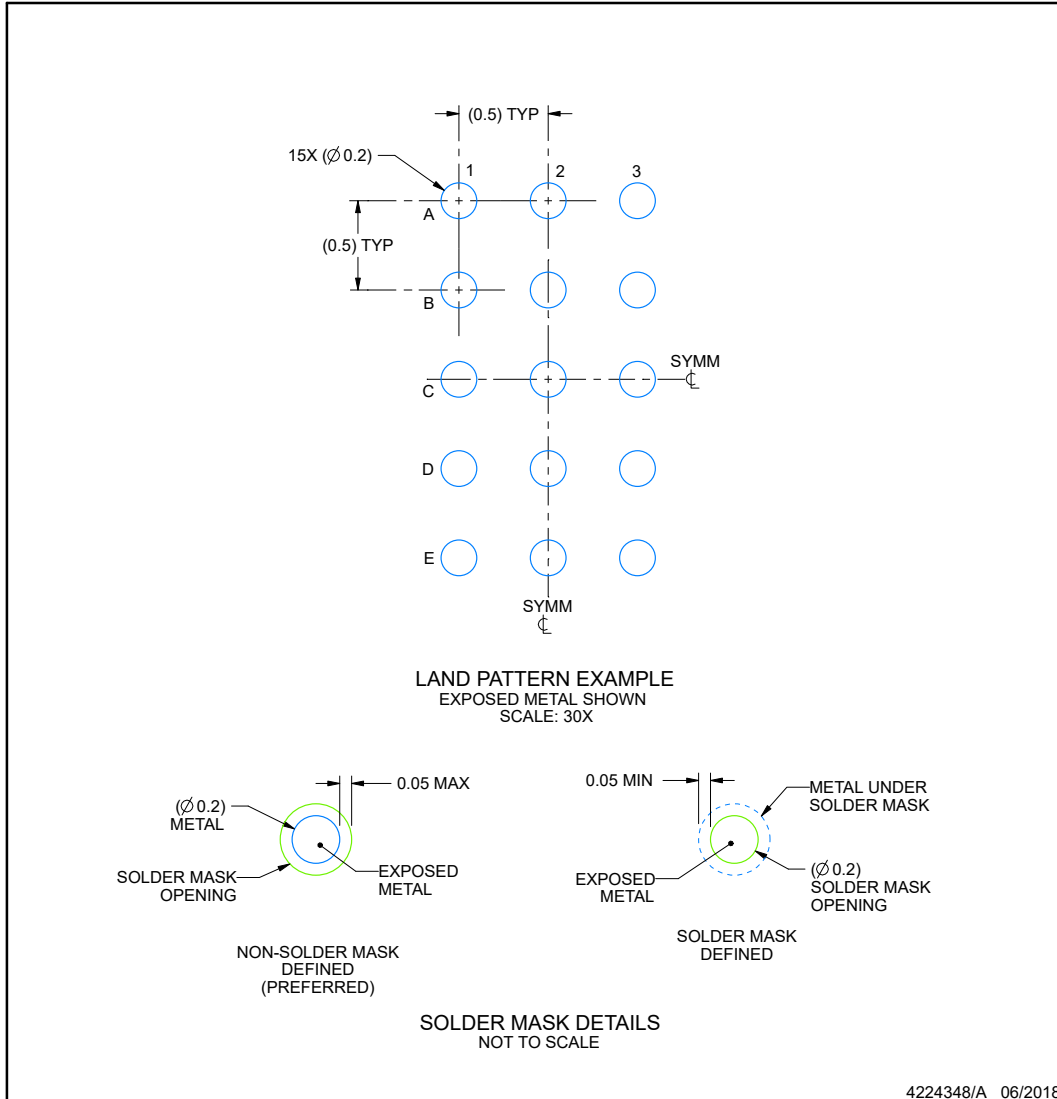 (0.5) TYP
15X (∅ 0.2)
1
2
3
A
(0.5) TYP
B
SYMM
℄
C
D
E
SYMM
℄
LAND PATTERN EXAMPLE
EXPOSED METAL SHOWN
SCALE: 30X
0.05 MAX
(∅ 0.2)
METAL
SOLDER MASK
OPENING
EXPOSED
METAL
NON-SOLDER MASK
DEFINED
(PREFERRED)
0.05 MIN
METAL UNDER
SOLDER MASK
EXPOSED
METAL
(∅ 0.2)
SOLDER MASK
OPENING
SOLDER MASK
DEFINED
SOLDER MASK DETAILS
NOT TO SCALE
4224348/A 06/2018